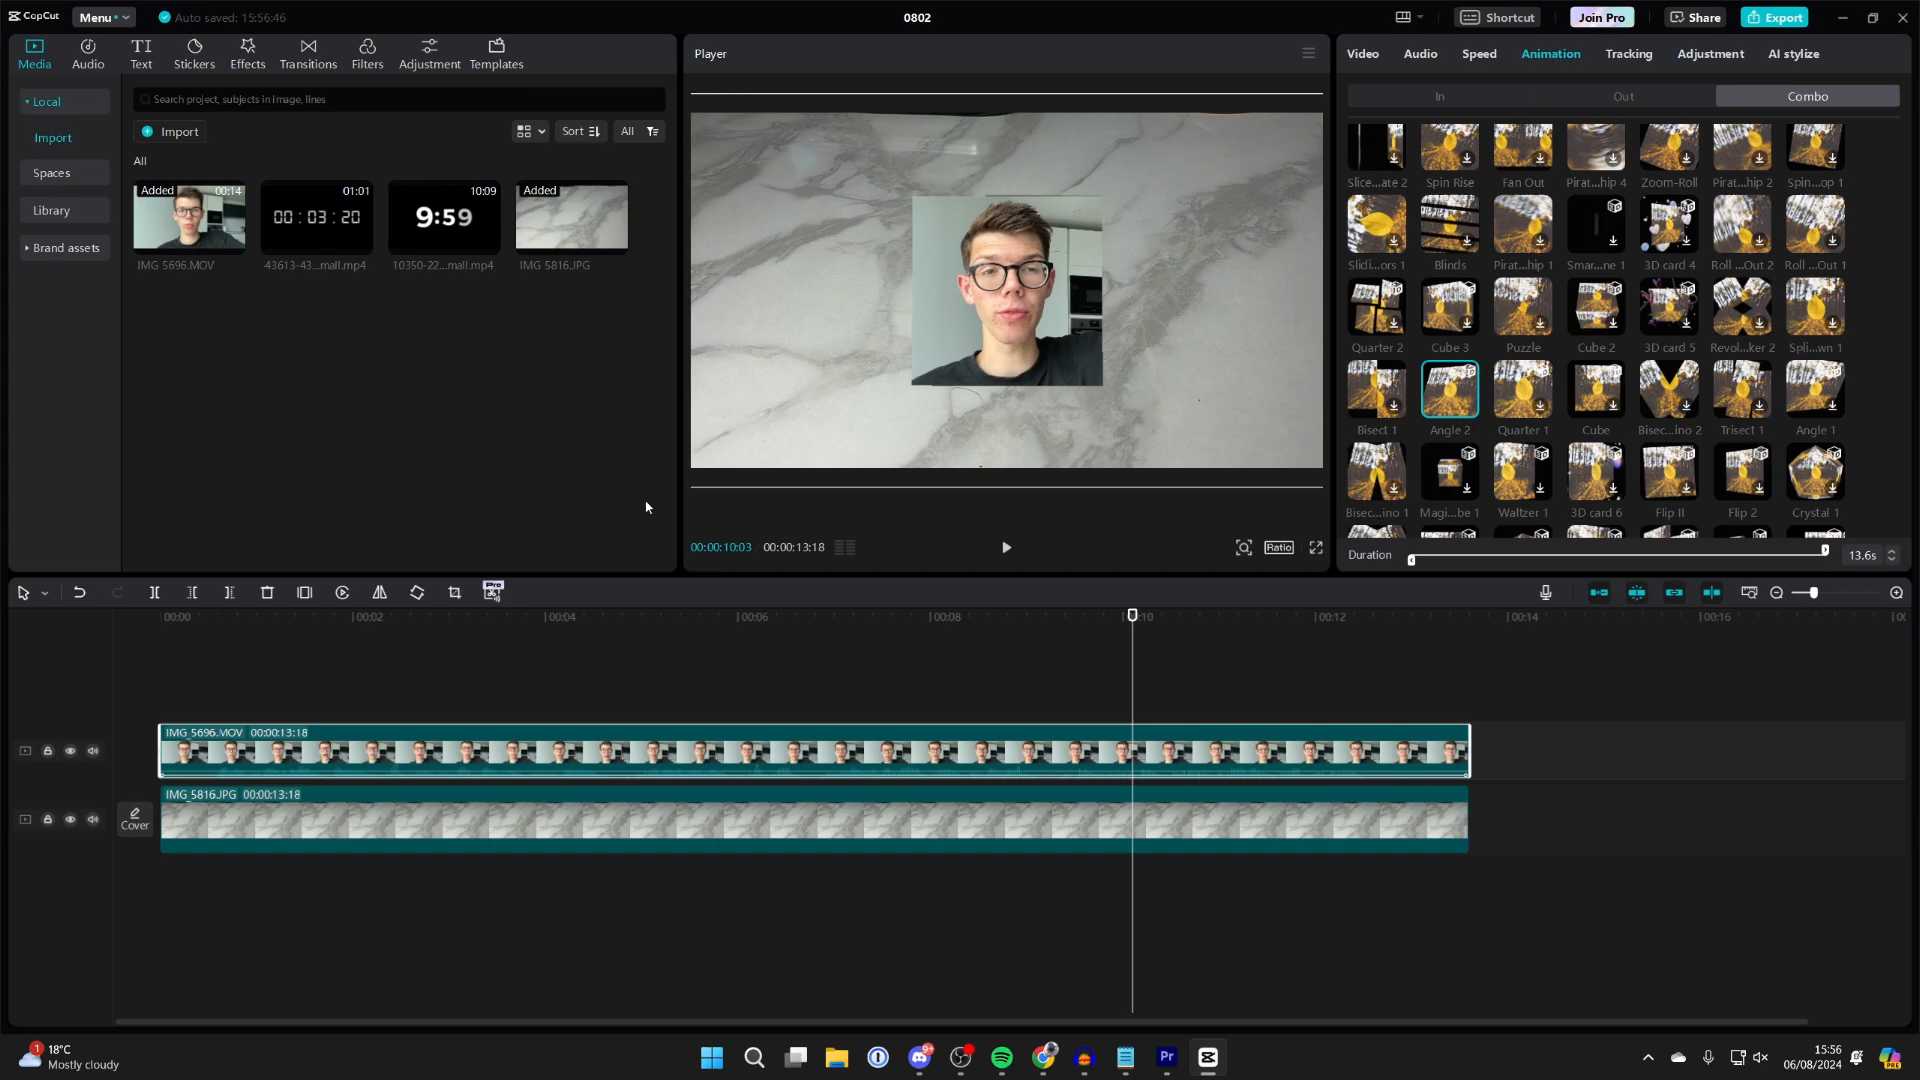 CapCut
Menu
Auto saved: 15:56:46
0802
Shortcut
Join Pro
Share
Export
Media
Audio
Text
Stickers
Effects
Transitions
Filters
Adjustment
Templates
Local
Import
Spaces
Library
Brand assets
Search project, subjects in image, lines
Import
Sort
All
All
Added 00:14
IMG 5696.MOV
01:01
00 : 03 : 20
43613-43...mall.mp4
10:09
9:59
10350-22...mall.mp4
Added
IMG 5816.JPG
Player
00:00:10:03 / 00:00:13:18
Ratio
Video
Audio
Speed
Animation
Tracking
Adjustment
AI stylize
In
Out
Combo
Slice...ate 2
Spin Rise
Fan Out
Pirat...hip 4
Zoom-Roll
Pirat...hip 2
Spin...op 1
Slidi...ors 1
Blinds
Pirat...hip 1
Smar...ne 1
3D card 4
Roll ...Out 2
Roll ...Out 1
Quarter 2
Cube 3
Puzzle
Cube 2
3D card 5
Revol...ker 2
Spli...wn 1
Bisect 1
Angle 2
Quarter 1
Cube
Bisec...ino 2
Trisect 1
Angle 1
Bisec...ino 1
Magi...be 1
Waltzer 1
3D card 6
Flip II
Flip 2
Crystal 1
Duration
13.6s
Pro
00:00
00:02
00:04
00:06
00:08
:10
00:12
00:14
00:16
IMG_5696.MOV 00:00:13:18
IMG_5816.JPG 00:00:13:18
Cover
1
18°C
Mostly cloudy
9+
Pr
15:56
06/08/2024
PRE